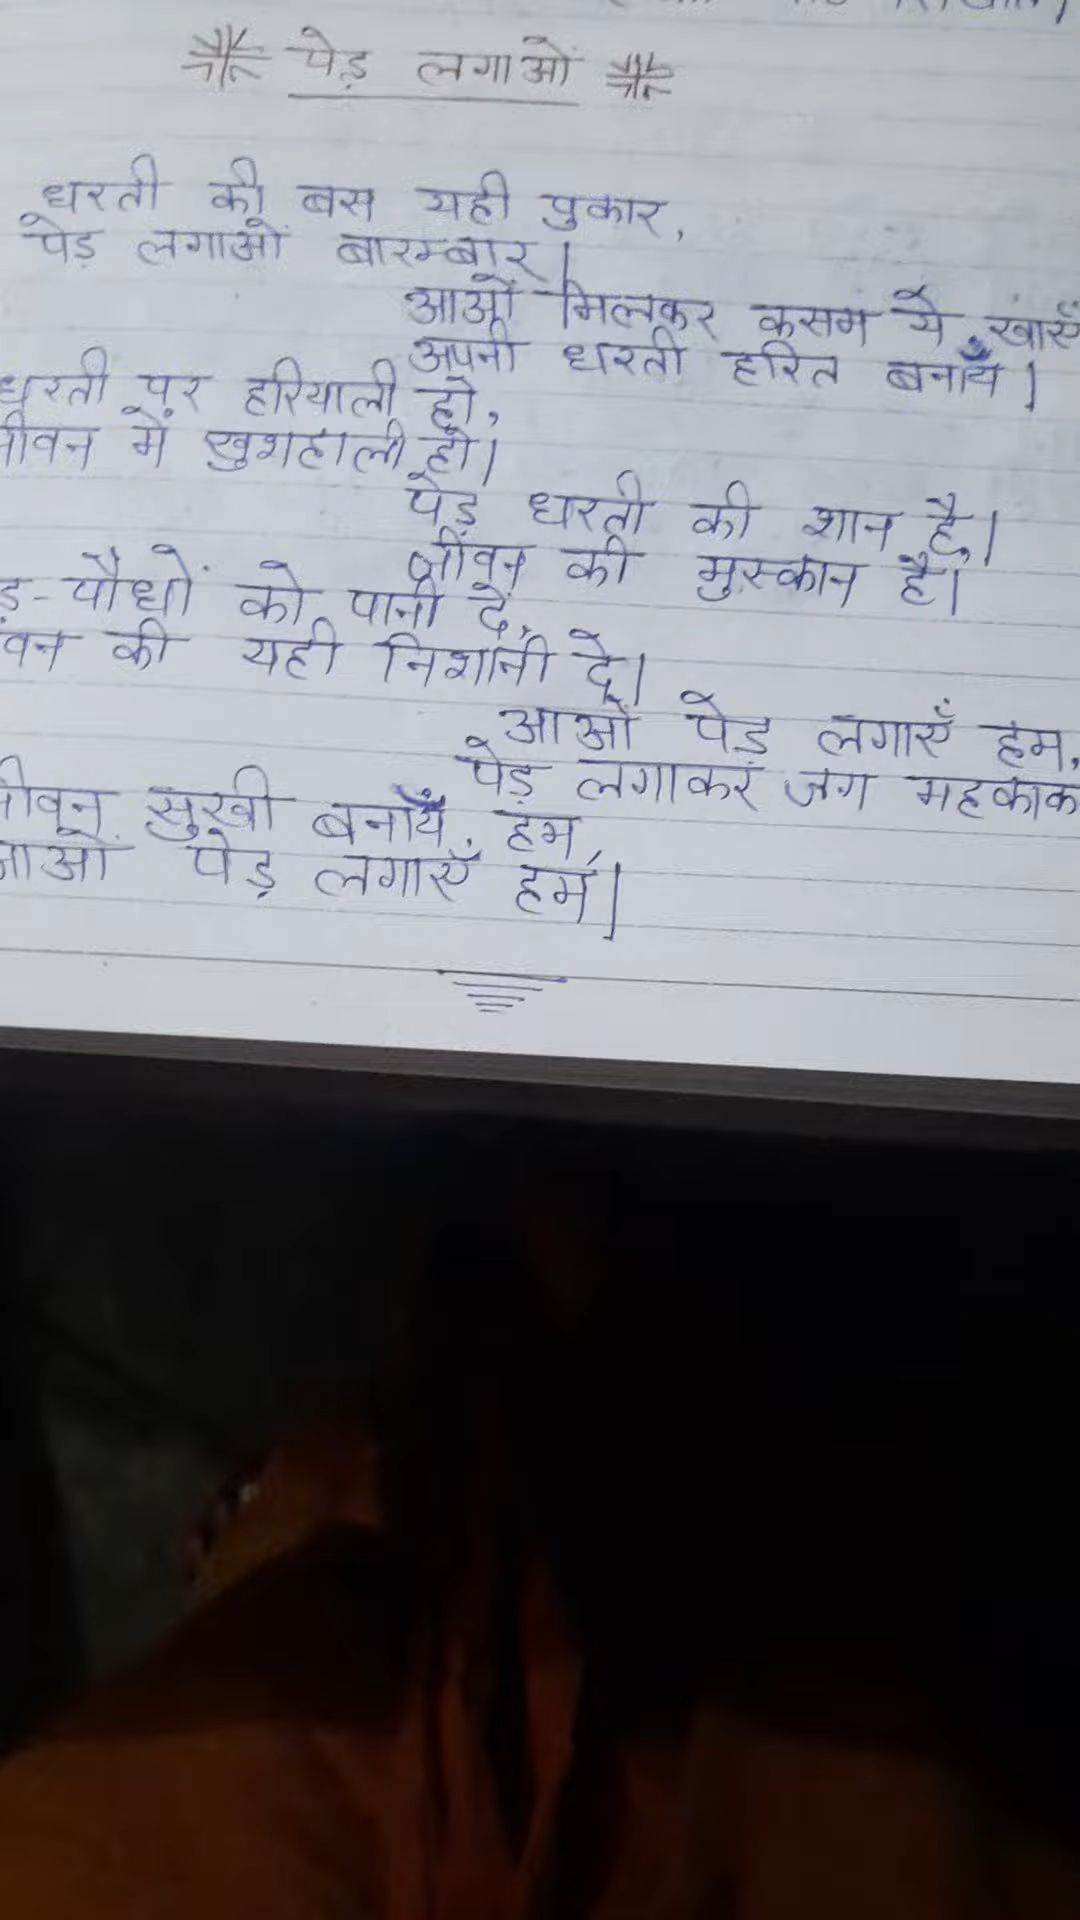 पेड़ लगाओं
धरती की बस यही पुकार,
पेड़ लगाओं बारम्बार।
आओं मिलकर कसम ये खाएँ
अपनी धरती हरित बनायें।
धरती पर हरियाली हो,
जीवन में खुशहाली हो।
पेड़ धरती की शान है।
जीवन की मुस्कान है।
ड़-पौधों को पानी दे,
वन की यही निशानी दे।
आओं पेड़ लगाएँ हम,
पेड़ लगाकर जग महकाक
जीवन सुखी बनायें हम,
आओ पेड़ लगाएँ हम।